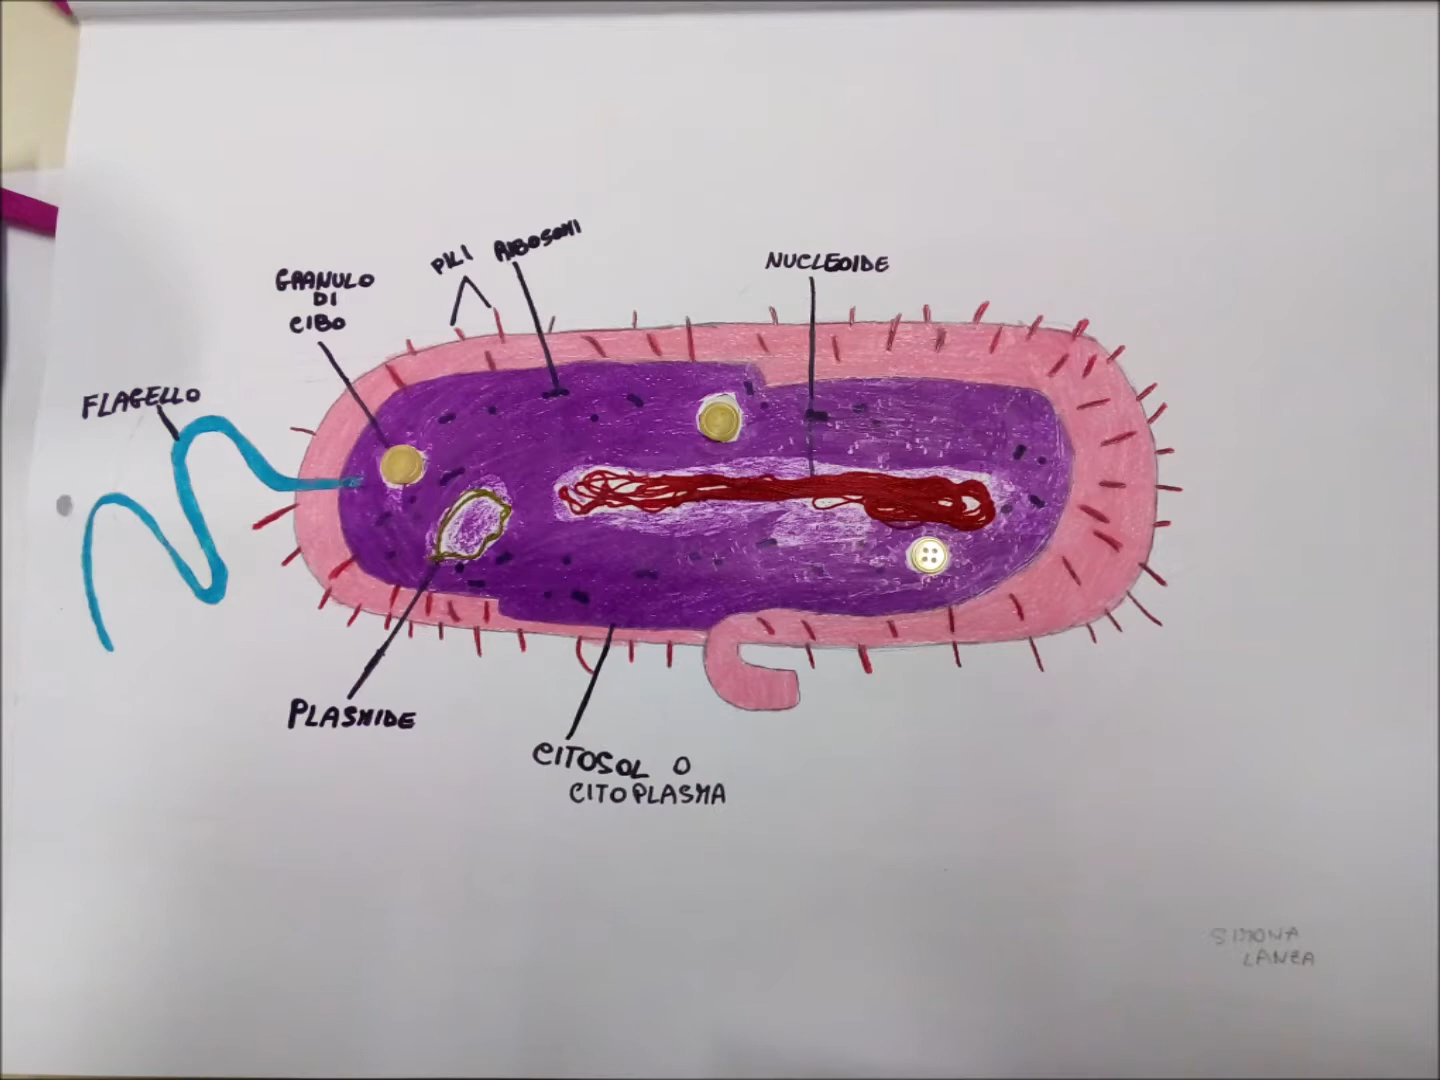 PILI RIBOSOMI
GRANULO
DI
CIBO
NUCLEOIDE
FLAGELLO
PLASMIDE
CITOSOL O
CITOPLASMA
SIMONA
LANZA